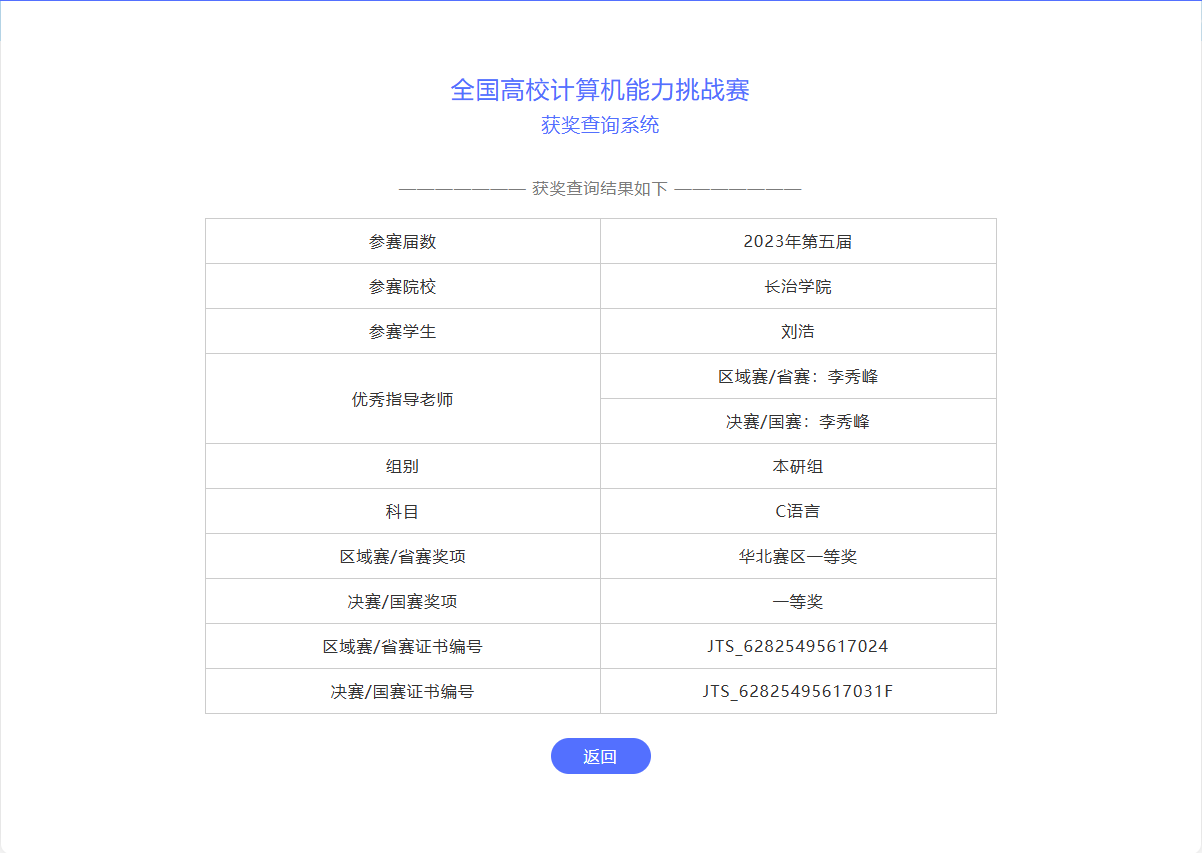 全国高校计算机能力挑战赛
获奖查询系统
——————— 获奖查询结果如下 ———————
参赛届数 2023年第五届
参赛院校 长治学院
参赛学生 刘浩
优秀指导老师 区域赛/省赛：李秀峰
决赛/国赛：李秀峰
组别 本研组
科目 C语言
区域赛/省赛奖项 华北赛区一等奖
决赛/国赛奖项 一等奖
区域赛/省赛证书编号 JTS_62825495617024
决赛/国赛证书编号 JTS_62825495617031F
返回